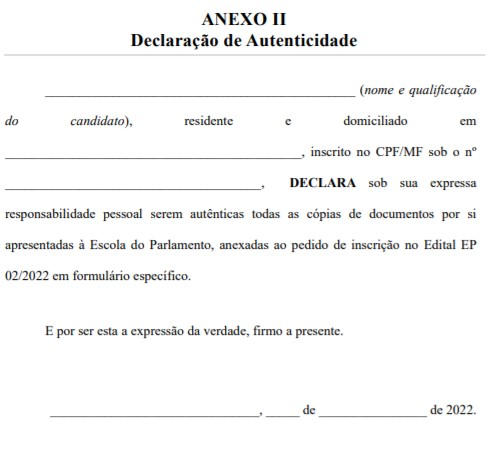 ANEXO II
Declaração de Autenticidade
______________________________________________ (nome e qualificação
do candidato), residente e domiciliado em
____________________________________________, inscrito no CPF/MF sob o nº
______________________________________, DECLARA sob sua expressa
responsabilidade pessoal serem autênticas todas as cópias de documentos por si
apresentadas à Escola do Parlamento, anexadas ao pedido de inscrição no Edital EP
02/2022 em formulário específico.
E por ser esta a expressão da verdade, firmo a presente.
_______________________________, _____ de ________________ de 2022.